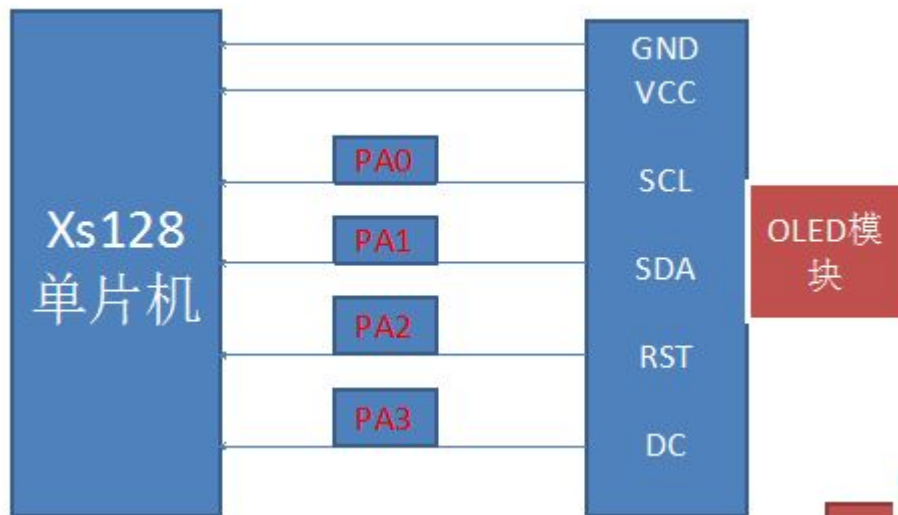 GND
VCC
PA0
SCL
PA1
SDA
PA2
RST
PA3
DC
Xs128
单片机
OLED模
块